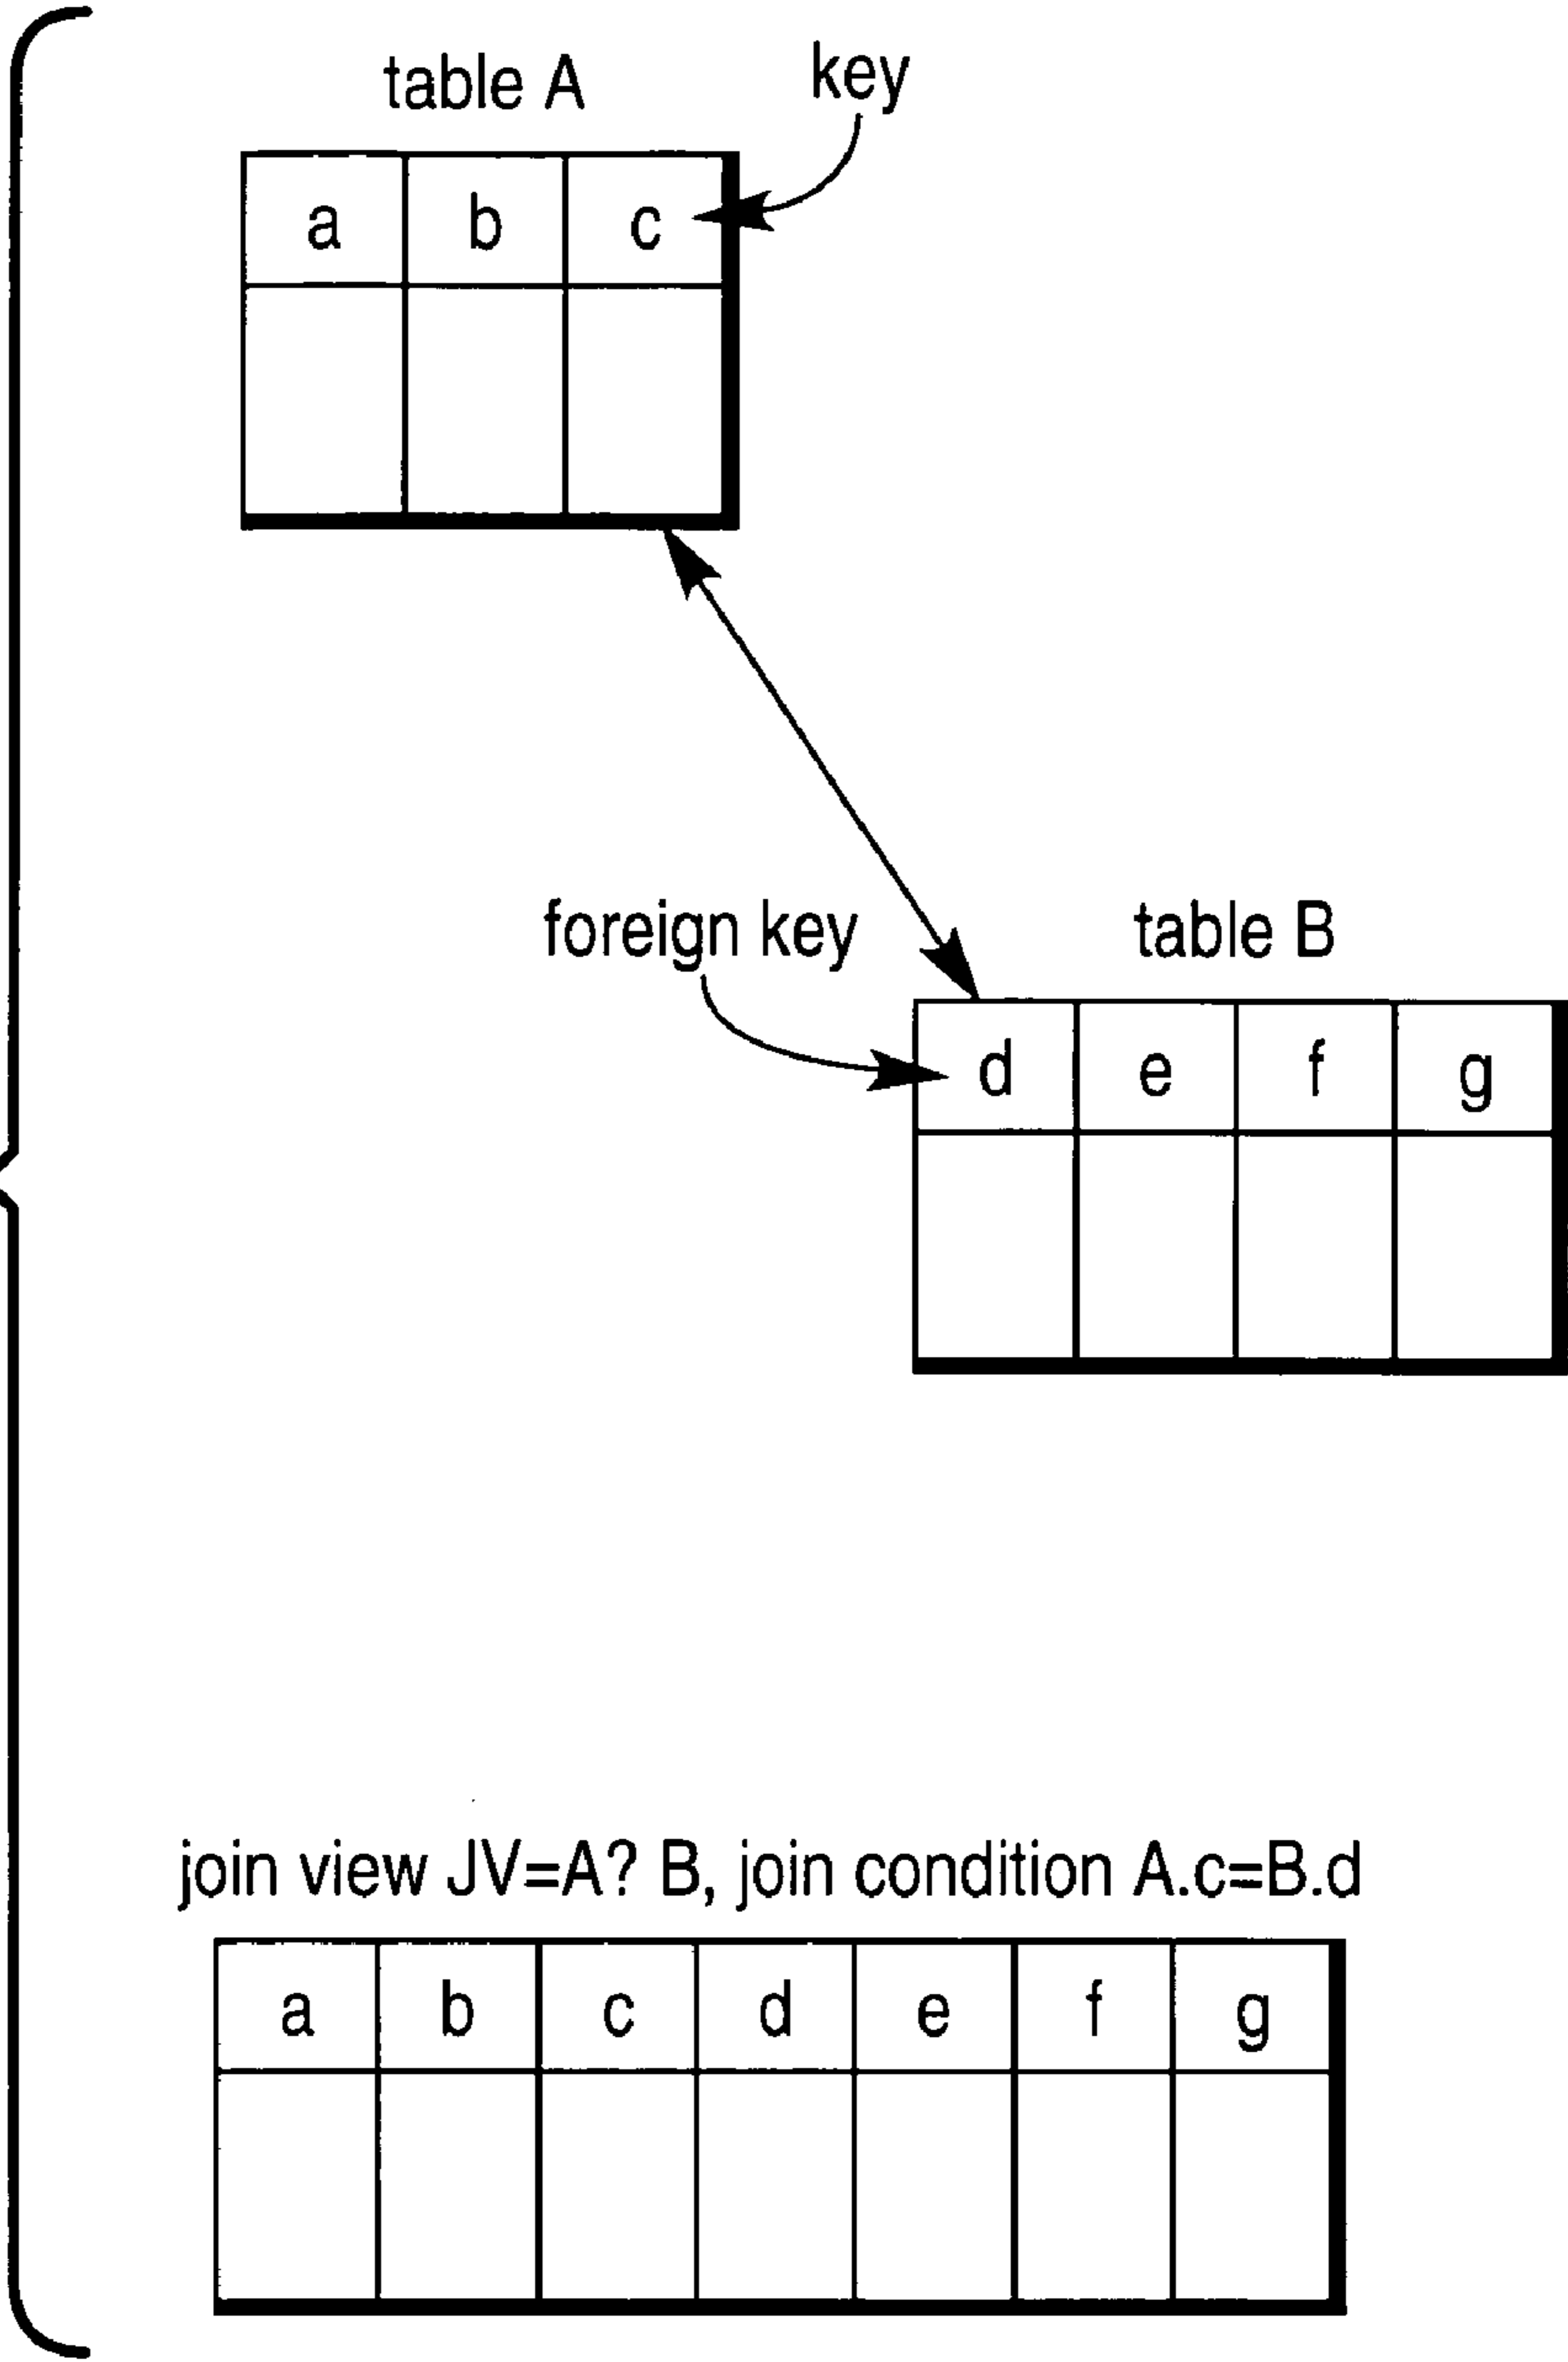 table A
key
a b c
foreign key
table B
d e f g
join view JV=A? B, join condition A.c=B.d
a b c d e f g